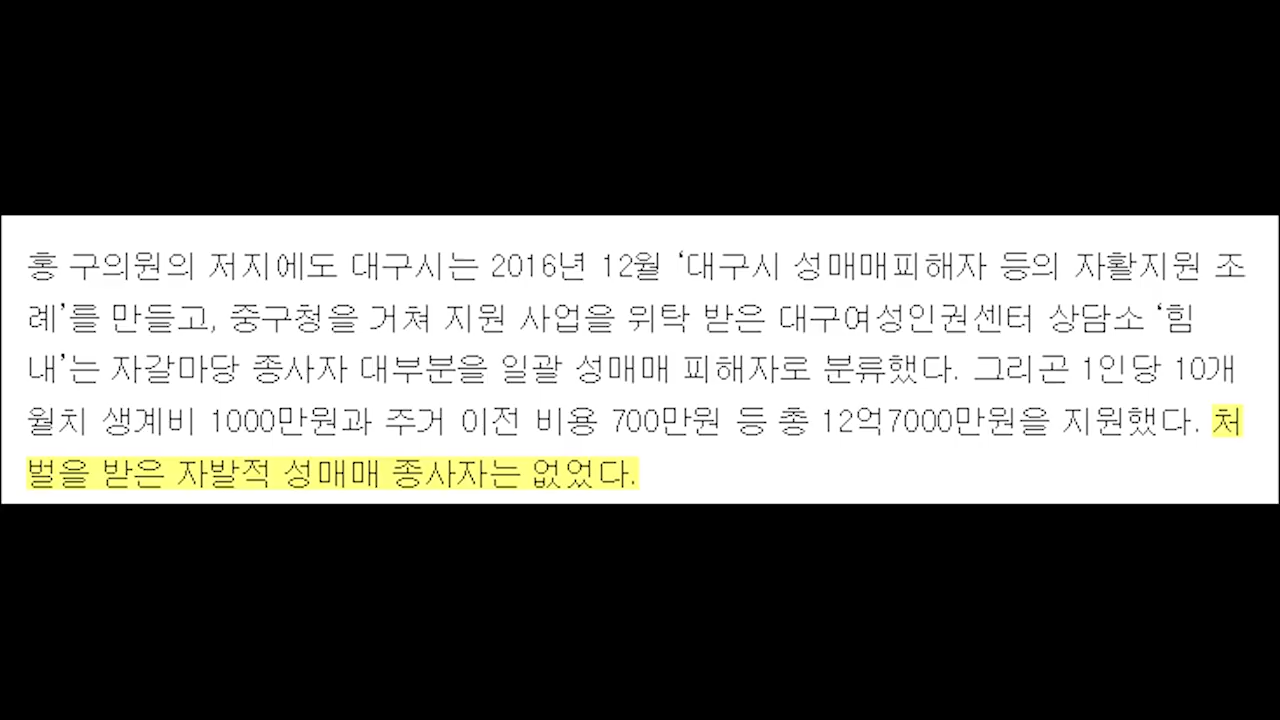 홍 구의원의 저지에도 대구시는 2016년 12월 ‘대구시 성매매피해자 등의 자활지원 조
례’를 만들고, 중구청을 거쳐 지원 사업을 위탁 받은 대구여성인권센터 상담소 ‘힘
내’는 자갈마당 종사자 대부분을 일괄 성매매 피해자로 분류했다. 그리곤 1인당 10개
월치 생계비 1000만원과 주거 이전 비용 700만원 등 총 12억7000만원을 지원했다. 처
벌을 받은 자발적 성매매 종사자는 없었다.